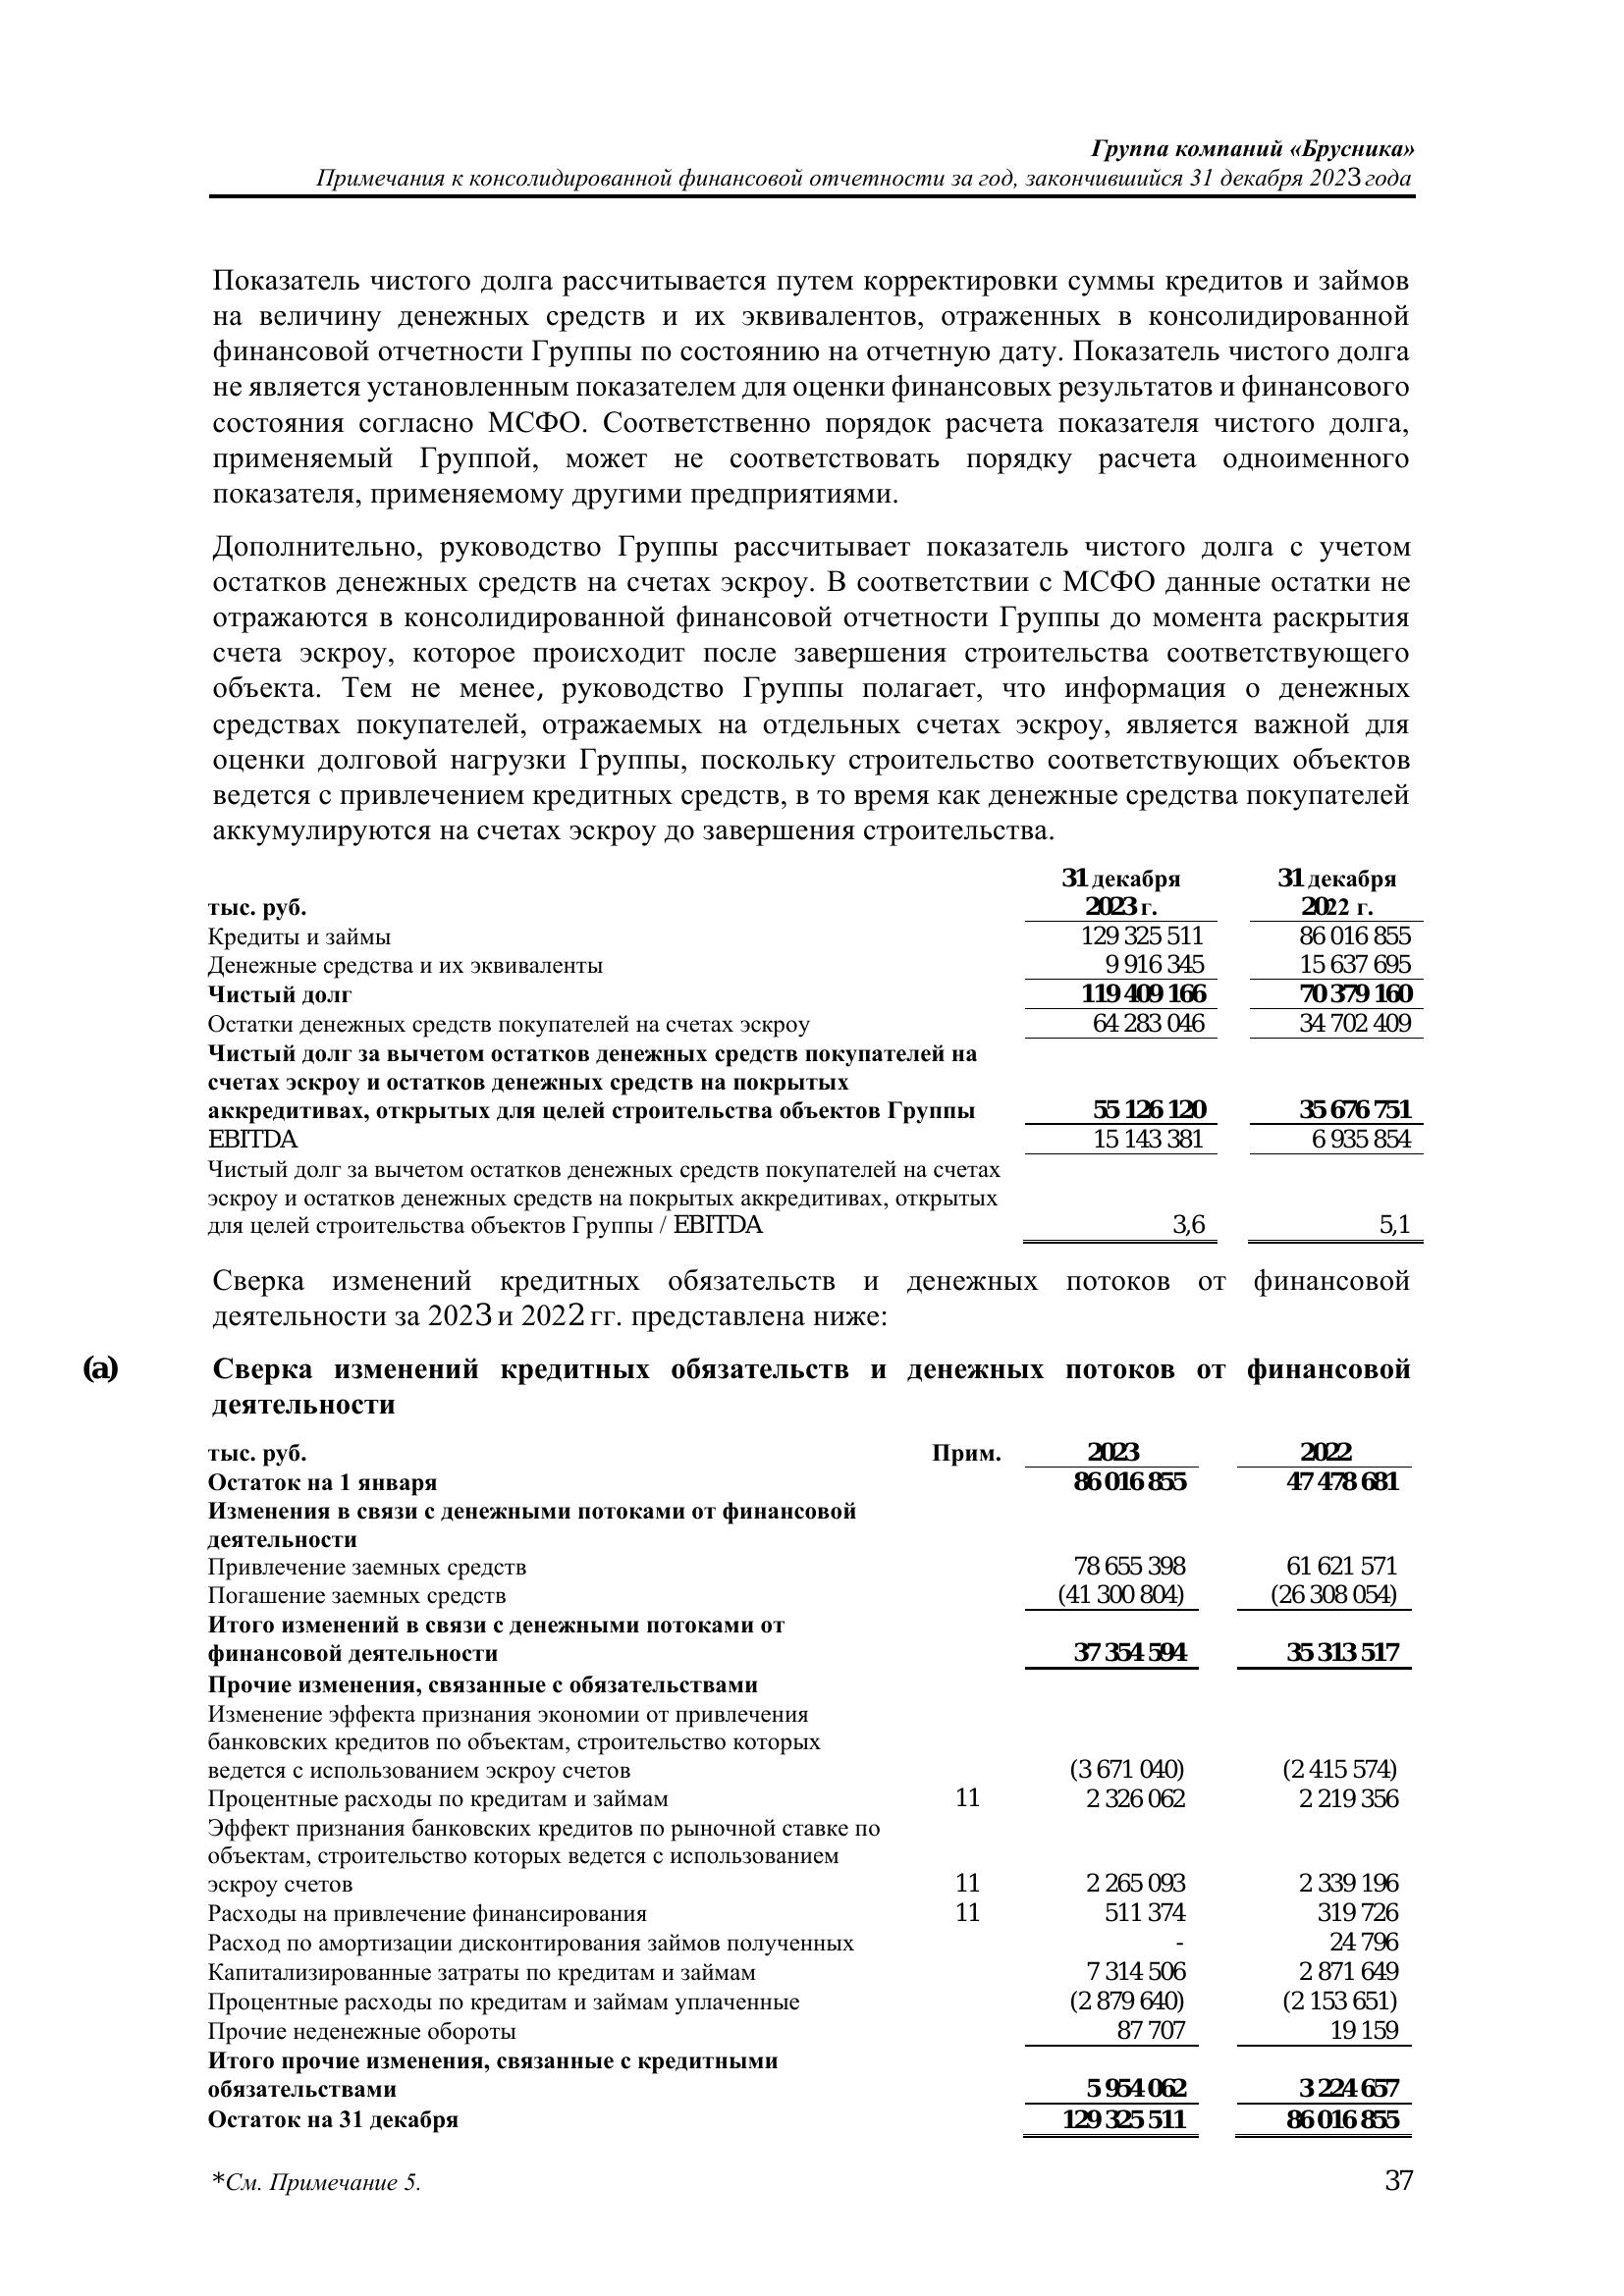 Группа компаний «Брусника»
Примечания к консолидированной финансовой отчетности за год, закончившийся 31 декабря 2023 года
Показатель чистого долга рассчитывается путем корректировки суммы кредитов и займов
на величину денежных средств и их эквивалентов, отраженных в консолидированной
финансовой отчетности Группы по состоянию на отчетную дату. Показатель чистого долга
не является установленным показателем для оценки финансовых результатов и финансового
состояния согласно МСФО. Соответственно порядок расчета показателя чистого долга,
применяемый Группой, может не соответствовать порядку расчета одноименного
показателя, применяемому другими предприятиями.
Дополнительно, руководство Группы рассчитывает показатель чистого долга с учетом
остатков денежных средств на счетах эскроу. В соответствии с МСФО данные остатки не
отражаются в консолидированной финансовой отчетности Группы до момента раскрытия
счета эскроу, которое происходит после завершения строительства соответствующего
объекта. Тем не менее, руководство Группы полагает, что информация о денежных
средствах покупателей, отражаемых на отдельных счетах эскроу, является важной для
оценки долговой нагрузки Группы, поскольку строительство соответствующих объектов
ведется с привлечением кредитных средств, в то время как денежные средства покупателей
аккумулируются на счетах эскроу до завершения строительства.
31 декабря 31 декабря
тыс. руб. 2023 г. 2022 г.
Кредиты и займы 129 325 511 86 016 855
Денежные средства и их эквиваленты 9 916 345 15 637 695
Чистый долг 119 409 166 70 379 160
Остатки денежных средств покупателей на счетах эскроу 64 283 046 34 702 409
Чистый долг за вычетом остатков денежных средств покупателей на
счетах эскроу и остатков денежных средств на покрытых
аккредитивах, открытых для целей строительства объектов Группы 55 126 120 35 676 751
EBITDA 15 143 381 6 935 854
Чистый долг за вычетом остатков денежных средств покупателей на счетах
эскроу и остатков денежных средств на покрытых аккредитивах, открытых
для целей строительства объектов Группы / EBITDA 3,6 5,1
Сверка изменений кредитных обязательств и денежных потоков от финансовой
деятельности за 2023 и 2022 гг. представлена ниже:
(а) Сверка изменений кредитных обязательств и денежных потоков от финансовой
деятельности
тыс. руб. Прим. 2023 2022
Остаток на 1 января 86 016 855 47 478 681
Изменения в связи с денежными потоками от финансовой
деятельности
Привлечение заемных средств 78 655 398 61 621 571
Погашение заемных средств (41 300 804) (26 308 054)
Итого изменений в связи с денежными потоками от
финансовой деятельности 37 354 594 35 313 517
Прочие изменения, связанные с обязательствами
Изменение эффекта признания экономии от привлечения
банковских кредитов по объектам, строительство которых
ведется с использованием эскроу счетов (3 671 040) (2 415 574)
Процентные расходы по кредитам и займам 11 2 326 062 2 219 356
Эффект признания банковских кредитов по рыночной ставке по
объектам, строительство которых ведется с использованием
эскроу счетов 11 2 265 093 2 339 196
Расходы на привлечение финансирования 11 511 374 319 726
Расход по амортизации дисконтирования займов полученных - 24 796
Капитализированные затраты по кредитам и займам 7 314 506 2 871 649
Процентные расходы по кредитам и займам уплаченные (2 879 640) (2 153 651)
Прочие неденежные обороты 87 707 19 159
Итого прочие изменения, связанные с кредитными
обязательствами 5 954 062 3 224 657
Остаток на 31 декабря 129 325 511 86 016 855
*См. Примечание 5. 37